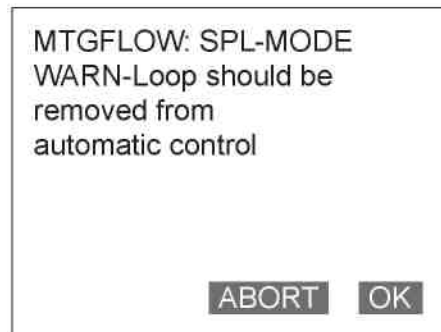 MTGFLOW: SPL-MODE
WARN-Loop should be
removed from
automatic control
ABORT OK